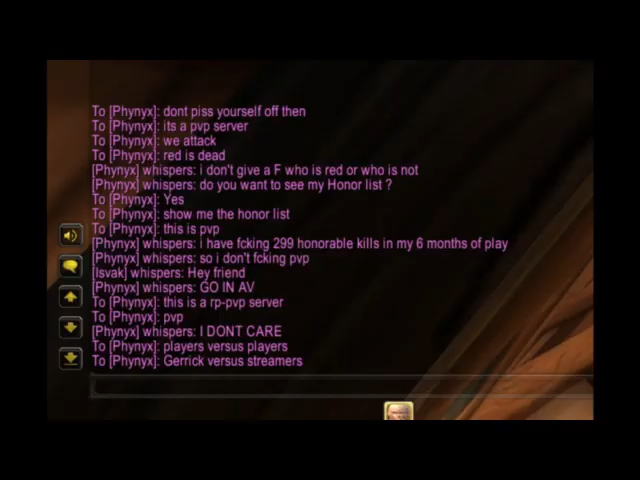 To [Phynyx]: dont piss yourself off then
To [Phynyx]: its a pvp server
To [Phynyx]: we attack
To [Phynyx]: red is dead
[Phynyx] whispers: i don't give a F who is red or who is not
[Phynyx] whispers: do you want to see my Honor list ?
To [Phynyx]: Yes
To [Phynyx]: show me the honor list
To [Phynyx]: this is pvp
[Phynyx] whispers: i have fcking 299 honorable kills in my 6 months of play
[Phynyx] whispers: so i don't fcking pvp
[Isvak] whispers: Hey friend
[Phynyx] whispers: GO IN AV
To [Phynyx]: this is a rp-pvp server
To [Phynyx]: pvp
[Phynyx] whispers: I DONT CARE
To [Phynyx]: players versus players
To [Phynyx]: Gerrick versus streamers